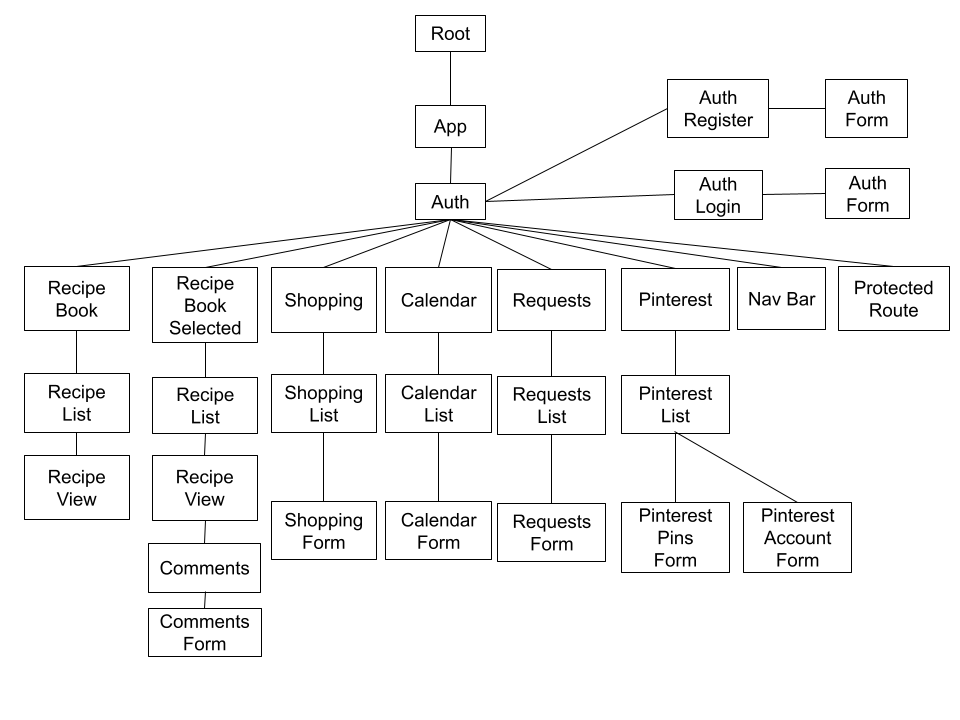 Root
App
Auth
Register
Auth
Form
Auth
Auth
Login
Auth
Form
Recipe
Book
Recipe
Book
Selected
Shopping
Calendar
Requests
Pinterest
Nav Bar
Protected
Route
Recipe
List
Recipe
List
Shopping
List
Calendar
List
Requests
List
Pinterest
List
Recipe
View
Recipe
View
Shopping
Form
Calendar
Form
Requests
Form
Pinterest
Pins
Form
Pinterest
Account
Form
Comments
Comments
Form